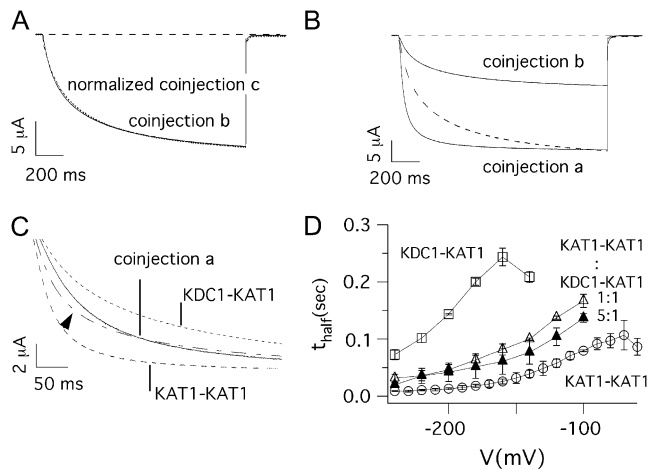 A
normalized coinjection c
coinjection b
5 µA
200 ms
B
coinjection b
coinjection a
5 µA
200 ms
C
coinjection a
KDC1-KAT1
KAT1-KAT1
2 µA
50 ms
D
0.3
0.2
0.1
0.0
t half(sec)
KDC1-KAT1
KAT1-KAT1
:
KDC1-KAT1
1:1
5:1
KAT1-KAT1
-200
-100
V(mV)